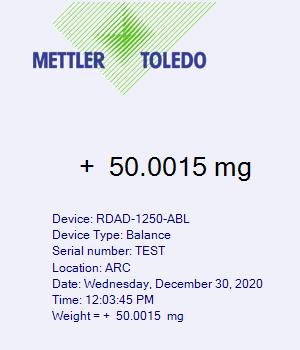 METTLER TOLEDO
+ 50.0015 mg
Device: RDAD-1250-ABL
Device Type: Balance
Serial number: TEST
Location: ARC
Date: Wednesday, December 30, 2020
Time: 12:03:45 PM
Weight = + 50.0015 mg